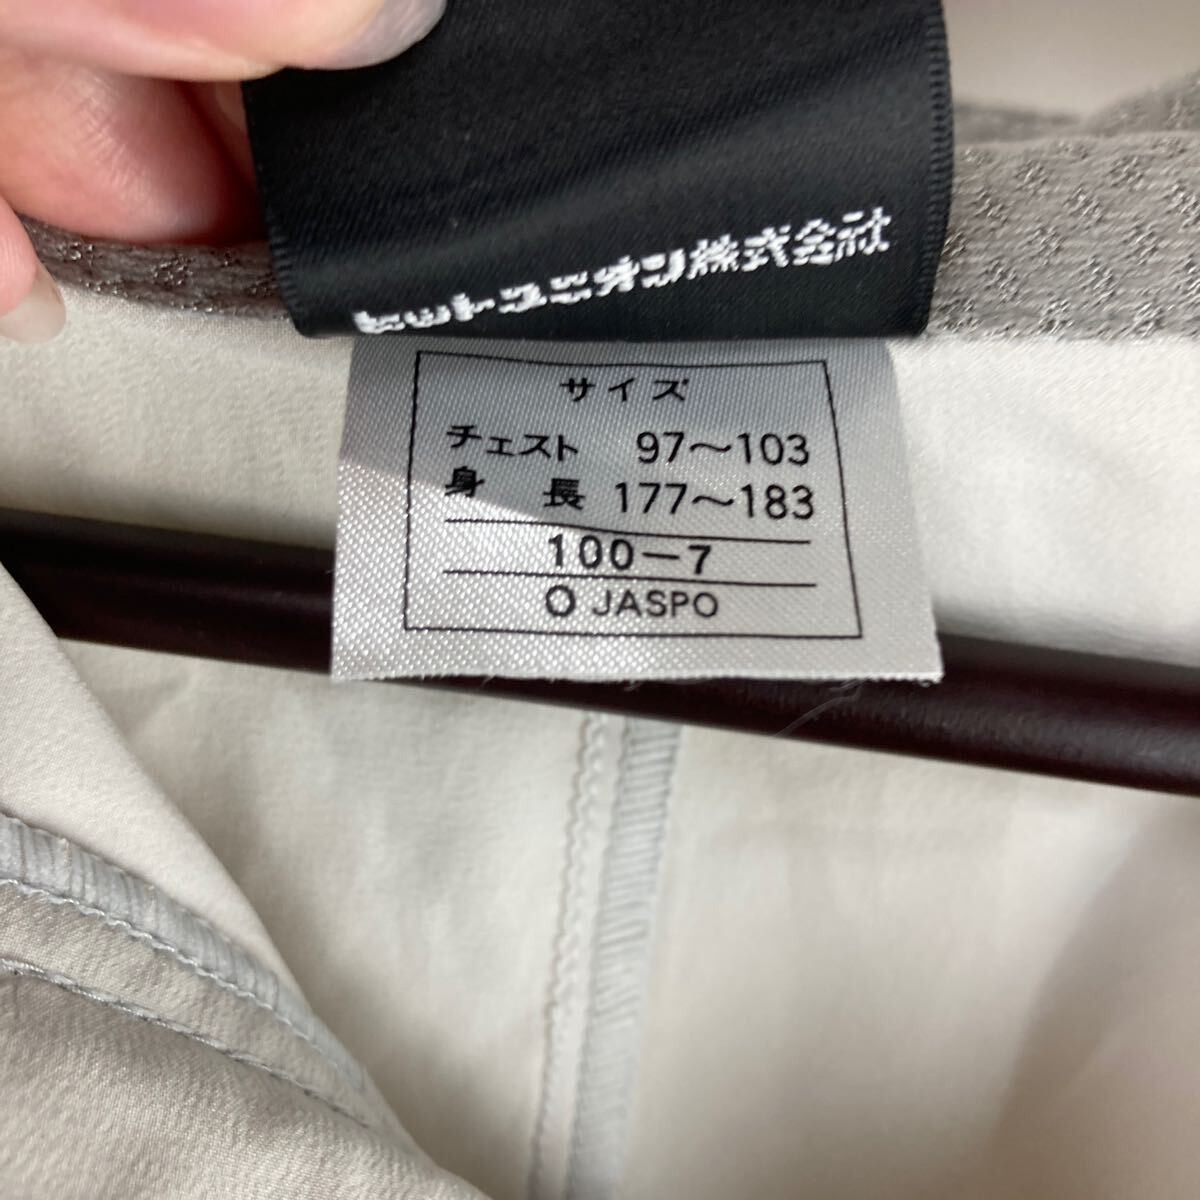 ヒットユニオン株式会社
サイズ
チェスト 97～103
身長 177～183
100-7
O JASPO